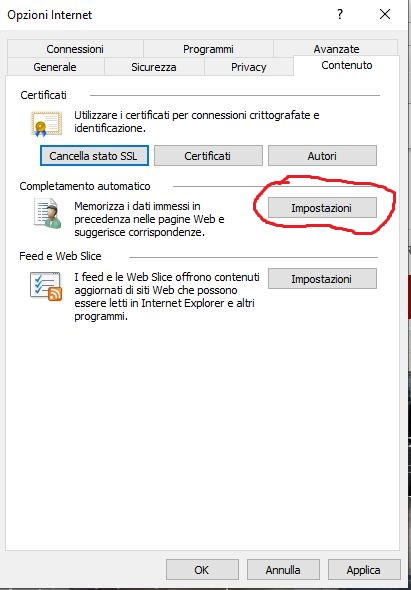 Opzioni Internet
?
Connessioni Programmi Avanzate
Generale Sicurezza Privacy Contenuto
Certificati
Utilizzare i certificati per connessioni crittografate e
identificazione.
Cancella stato SSL Certificati Autori
Completamento automatico
Memorizza i dati immessi in
precedenza nelle pagine Web e
suggerisce corrispondenze.
Impostazioni
Feed e Web Slice
I feed e le Web Slice offrono contenuti
aggiornati di siti Web che possono
essere letti in Internet Explorer e altri
programmi.
Impostazioni
OK Annulla Applica